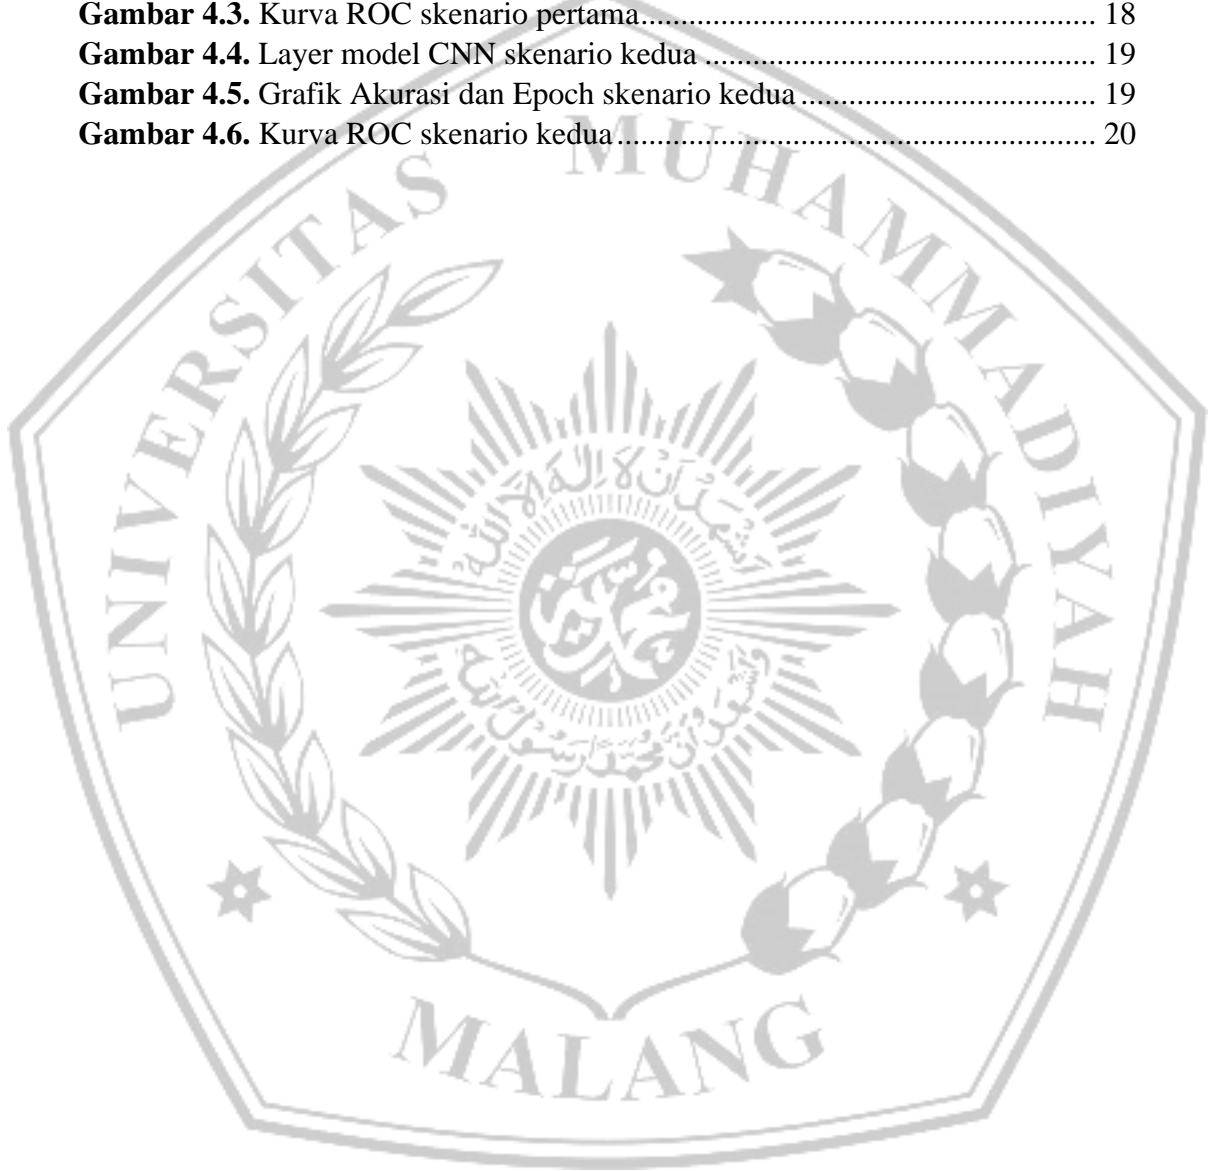 Gambar 4.3. Kurva ROC skenario pertama.......................................................... 18
Gambar 4.4. Layer model CNN skenario kedua .................................................. 19
Gambar 4.5. Grafik Akurasi dan Epoch skenario kedua ...................................... 19
Gambar 4.6. Kurva ROC skenario kedua ............................................................. 20
UNIVERSITAS MUHAMMADIYAH
MALANG